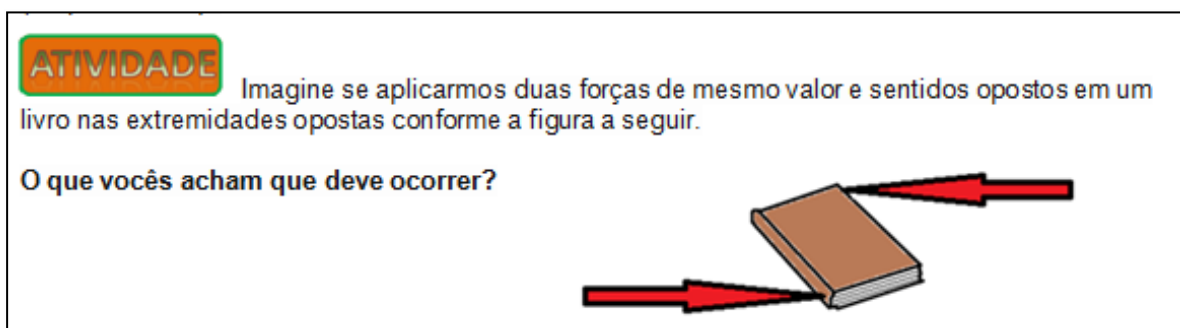 ATIVIDADE Imagine se aplicarmos duas forças de mesmo valor e sentidos opostos em um
livro nas extremidades opostas conforme a figura a seguir.
O que vocês acham que deve ocorrer?